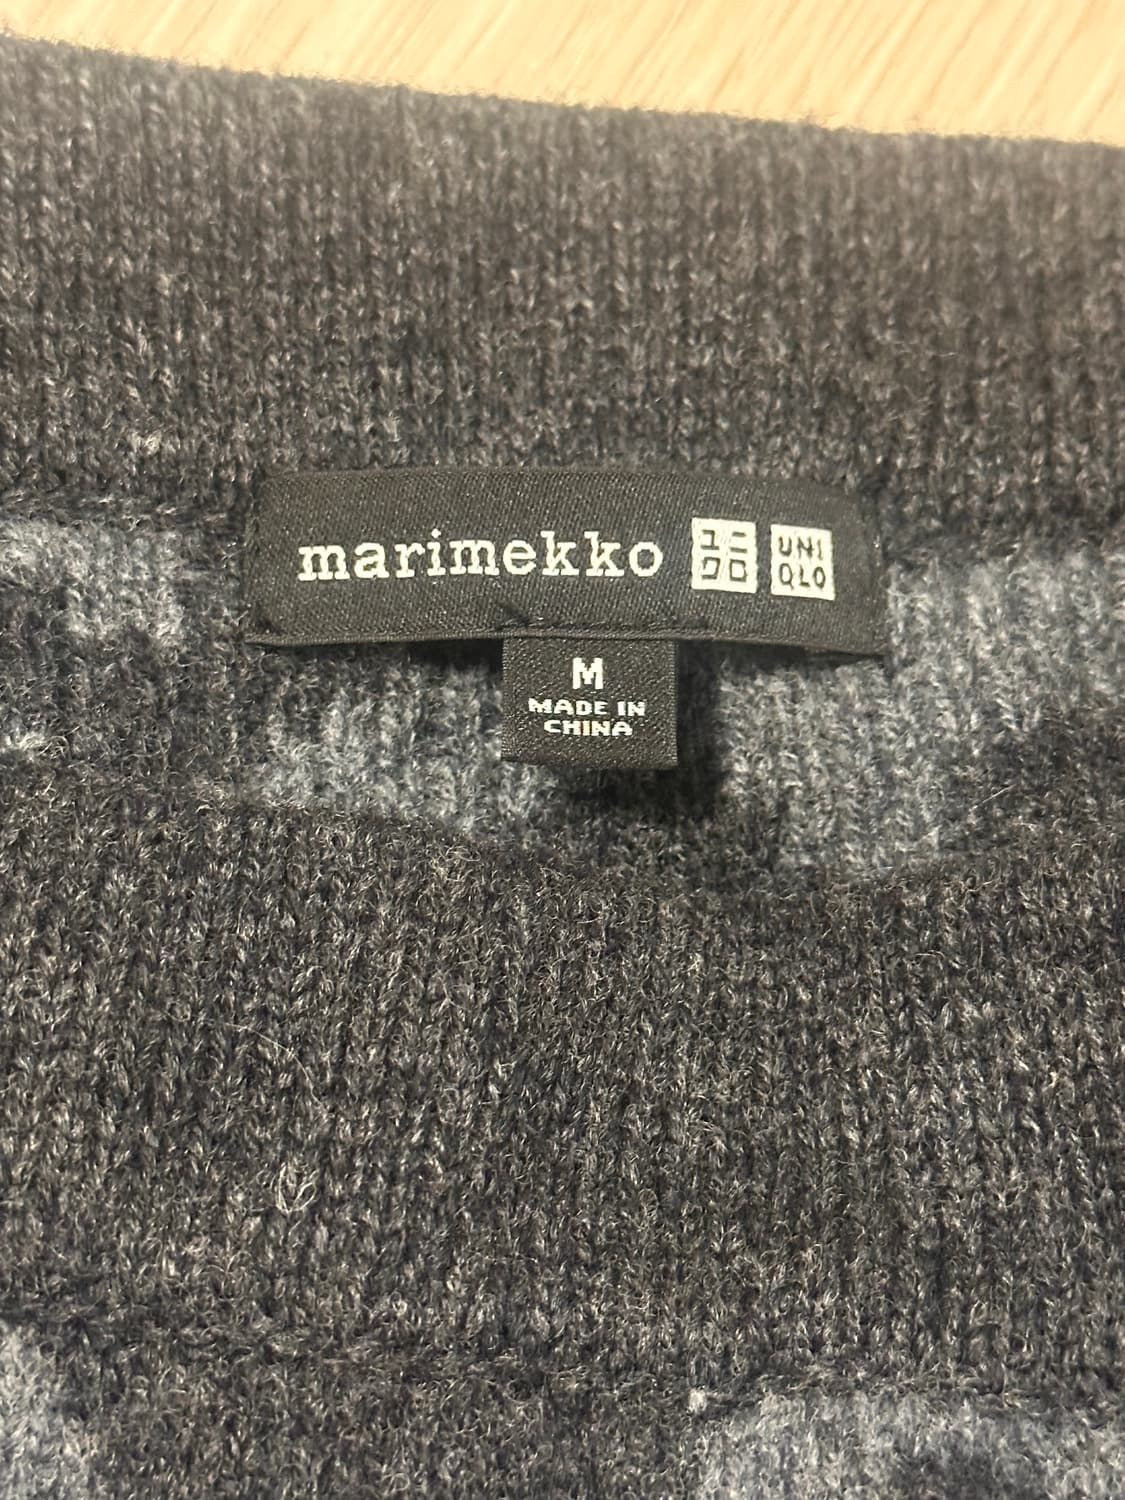 marimekko ユニ UNI
クロ QLO
M
MADE IN
CHINA